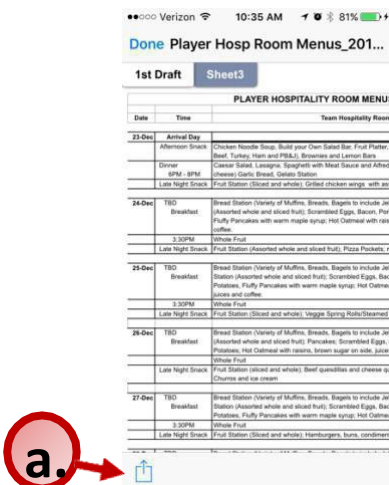 Verizon 10:35 AM 81%
Done Player Hosp Room Menus_201...
1st Draft Sheet3
PLAYER HOSPITALITY ROOM MENUS
Date Time Team Hospitality Room
23-Dec Arrival Day
Afternoon Snack Chicken Noodle Soup, Build your Own Salad Bar, Fruit Platter,
Beef, Turkey, Ham and PB&J), Brownies and Lemon Bars
Dinner Caesar Salad, Lasagna, Spaghetti with Meat Sauce and Alfred
6PM - 8PM cheese) Garlic Bread, Gelato Station
Late Night Snack Fruit Station (Sliced and whole); Grilled chicken wings with as
24-Dec TBD Bread Station (Variety of Muffins, Breads, Bagels to include Jel
Breakfast (Assorted whole and sliced fruit); Scrambled Eggs, Bacon, Por
Fluffy Pancakes with warm maple syrup; Hot Oatmeal with rais
coffee.
3:30PM Whole Fruit
Late Night Snack Fruit Station (Assorted whole and sliced fruit); Pizza Pockets;
25-Dec TBD Bread Station (Variety of Muffins, Breads, Bagels to include Je
Breakfast Station (Assorted whole and sliced fruit); Scrambled Eggs, Bac
Potatoes, Fluffy Pancakes with warm maple syrup; Hot Oatme
juices and coffee.
3:30PM Whole Fruit
Late Night Snack Fruit Station (Sliced and whole); Veggie Spring Rolls/Steamed
26-Dec TBD Bread Station (Variety of Muffins, Breads, Bagels to include Je
Breakfast (Assorted whole and sliced fruit); Pancakes; Scrambled Eggs,
Potatoes, Hot Oatmeal with raisins, brown sugar on side, juice
Whole Fruit
Late Night Snack Fruit Station (sliced and whole); Beef quesdillas and cheese qu
Churros and ice cream
27-Dec TBD Bread Station (Variety of Muffins, Breads, Bagels to include Je
Breakfast Station (Assorted whole and sliced fruit); Scrambled Eggs, Bac
Potatoes, Fluffy Pancakes with warm maple syrup; Hot Oatme
3:30PM Whole Fruit
Late Night Snack Fruit Station (Sliced and whole); Hamburgers, buns, condimen
a.